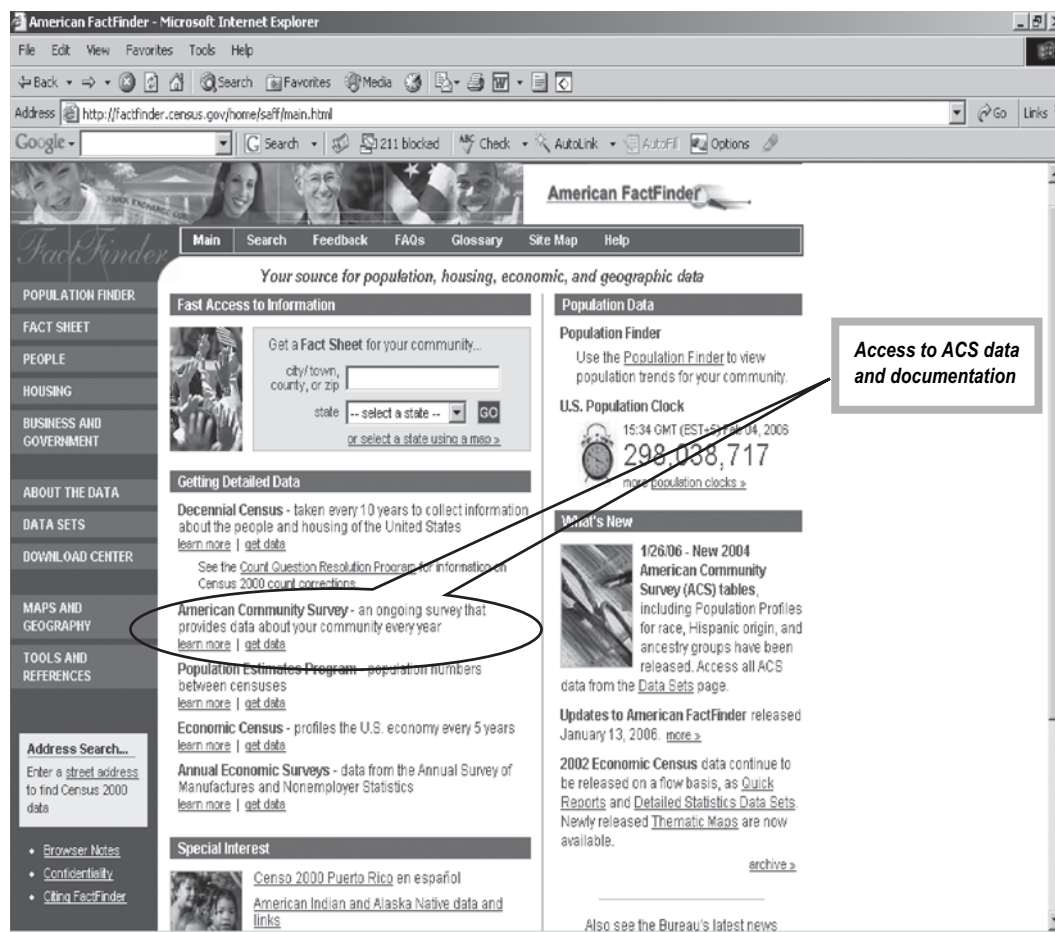 American FactFinder - Microsoft Internet Explorer
File Edit View Favorites Tools Help
Back Search Favorites Media
Address http://factfinder.census.gov/home/saff/main.html Go Links
Google Search 211 blocked Check AutoLink AutoFill Options
American FactFinder
FactFinder
Main Search Feedback FAQs Glossary Site Map Help
Your source for population, housing, economic, and geographic data
POPULATION FINDER
FACT SHEET
PEOPLE
HOUSING
BUSINESS AND
GOVERNMENT
ABOUT THE DATA
DATA SETS
DOWNLOAD CENTER
MAPS AND
GEOGRAPHY
TOOLS AND
REFERENCES
Address Search...
Enter a street address
to find Census 2000
data
• Browser Notes
• Confidentiality
• Citing FactFinder
Fast Access to Information
Get a Fact Sheet for your community...
city/town,
county, or zip
state -- select a state -- GO
or select a state using a map »
Getting Detailed Data
Decennial Census - taken every 10 years to collect information
about the people and housing of the United States
learn more | get data
See the Count Question Resolution Program for information on
Census 2000 count corrections.
American Community Survey - an ongoing survey that
provides data about your community every year
learn more | get data
Population Estimates Program - population numbers
between censuses
learn more | get data
Economic Census - profiles the U.S. economy every 5 years
learn more | get data
Annual Economic Surveys - data from the Annual Survey of
Manufactures and Nonemployer Statistics
learn more | get data
Special Interest
Censo 2000 Puerto Rico en español
American Indian and Alaska Native data and
links
Population Data
Population Finder
Use the Population Finder to view
population trends for your community.
U.S. Population Clock
15:34 GMT (EST+5) Feb 04, 2006
298,038,717
more population clocks »
What's New
1/26/06 - New 2004
American Community
Survey (ACS) tables,
including Population Profiles
for race, Hispanic origin, and
ancestry groups have been
released. Access all ACS
data from the Data Sets page.
Updates to American FactFinder released
January 13, 2006. more »
2002 Economic Census data continue to
be released on a flow basis, as Quick
Reports and Detailed Statistics Data Sets.
Newly released Thematic Maps are now
available.
archive »
Also see the Bureau's latest news
Access to ACS data
and documentation